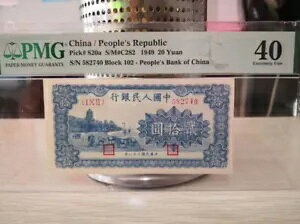 PMG
PAPER MONEY GUARANTY
China / People's Republic
Pick# 820a S/M#C282 1949 20 Yuan
S/N 582740 Block 102 - People's Bank of China
40
Extremely Fine
行銀民人國中
582740
圓拾貳